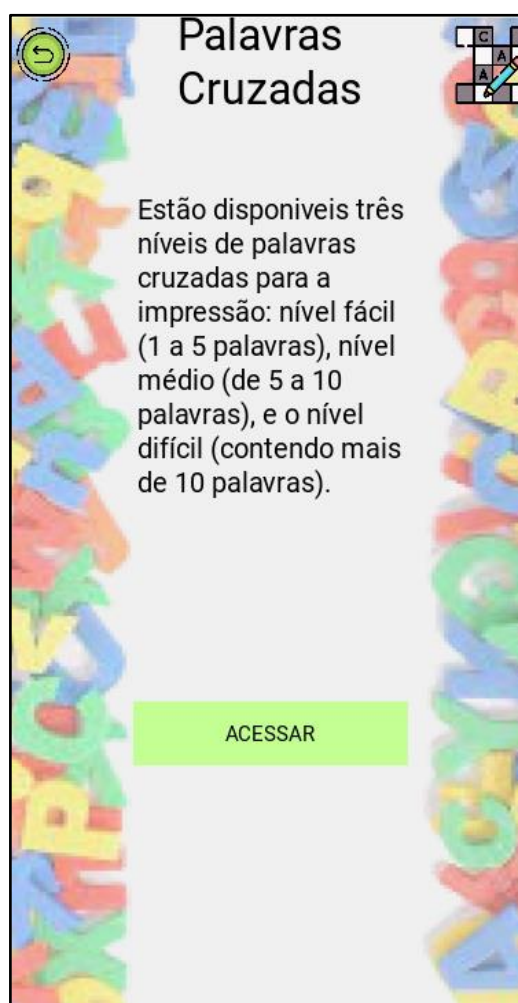 Palavras
Cruzadas
C
A
A
Estão disponiveis três
níveis de palavras
cruzadas para a
impressão: nível fácil
(1 a 5 palavras), nível
médio (de 5 a 10
palavras), e o nível
difícil (contendo mais
de 10 palavras).
ACESSAR